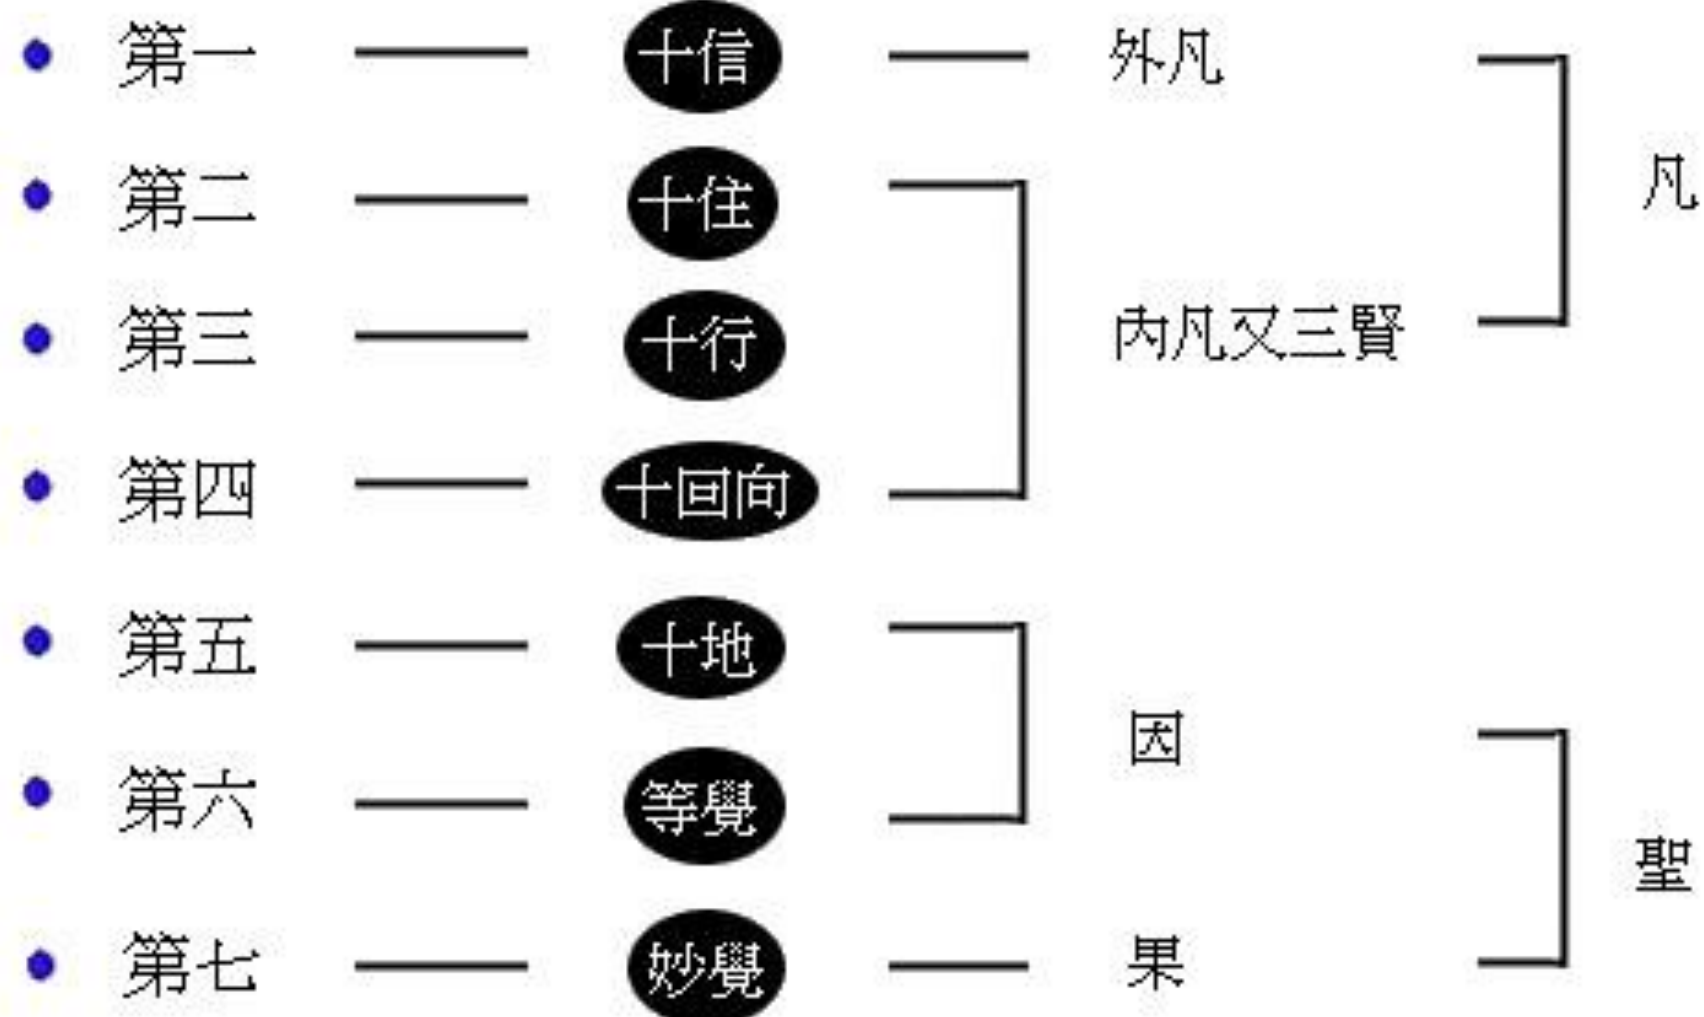 第一 十信 外凡
凡
第二 十住
第三 十行 內凡又三賢
第四 十回向
第五 十地
因
第六 等覺
聖
第七 妙覺 果